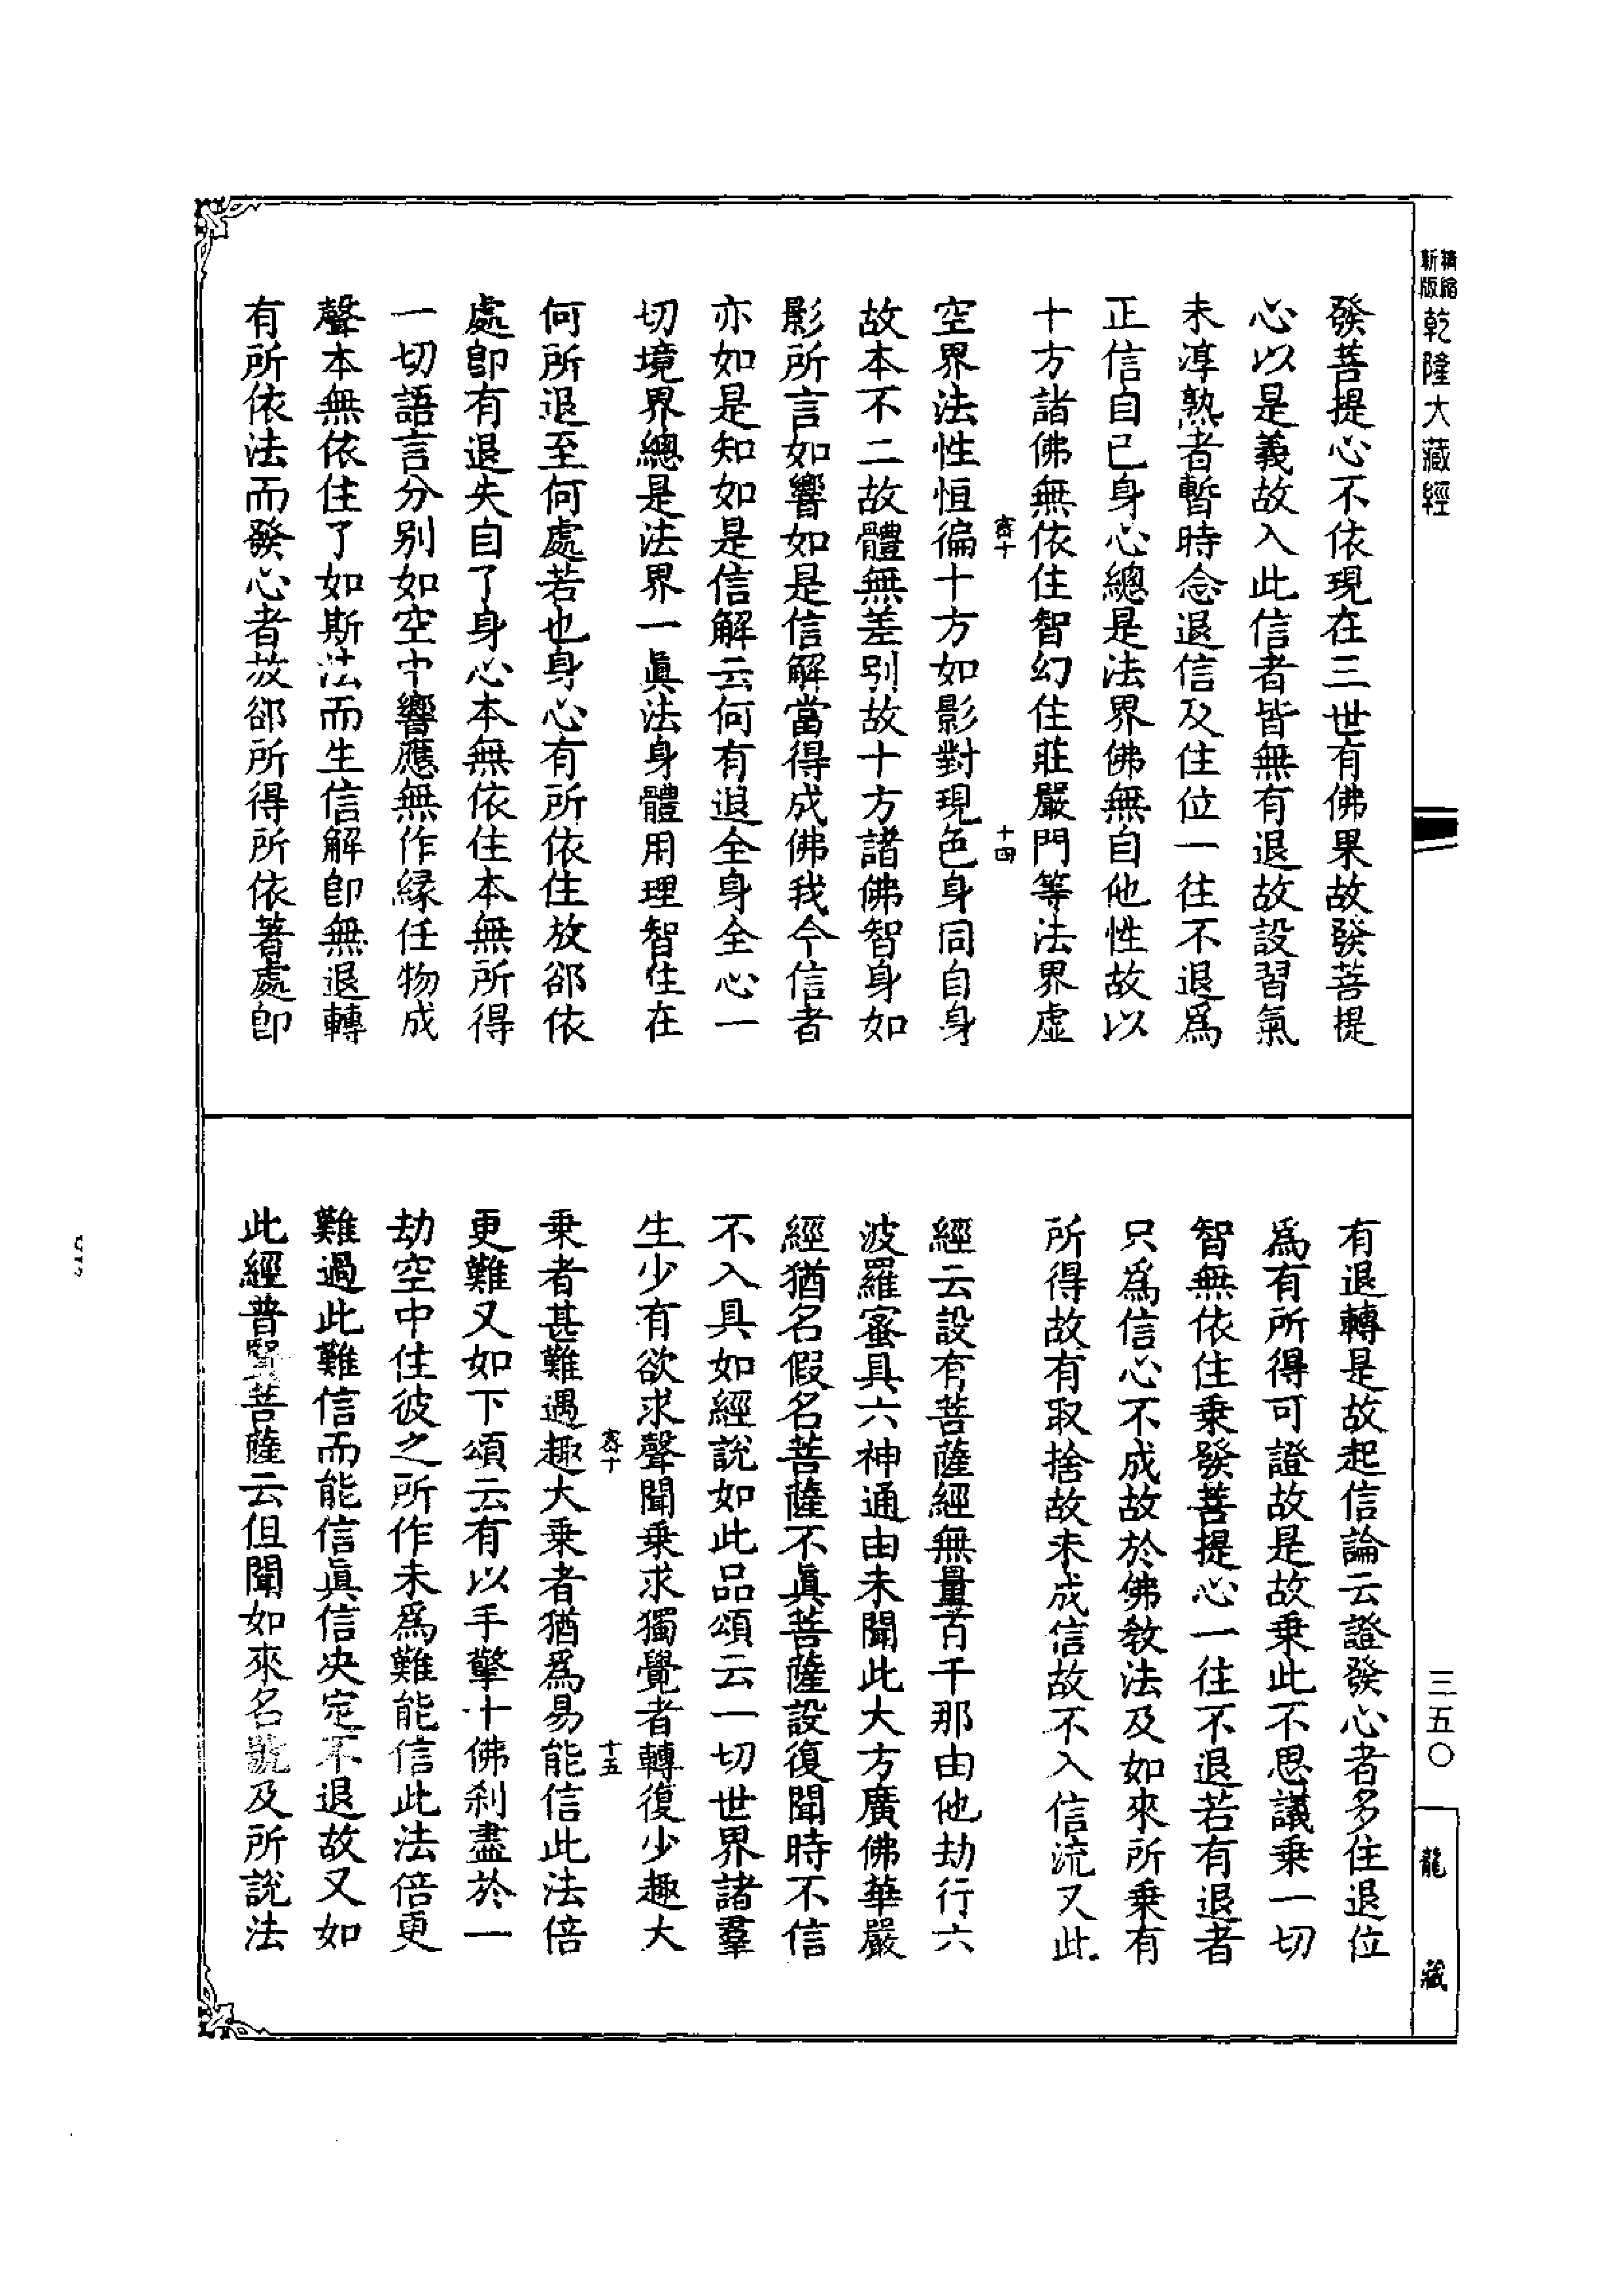 精縮
新版
乾隆大藏經
三五〇
龍藏
發菩提心不依現在三世有佛果故發菩提
心以是義故入此信者皆無有退故設習氣
未淳熟者暫時念退信及住位一往不退爲
正信自已身心總是法界佛無自他性故以
十方諸佛無依住智幻住莊嚴門等法界虛
十四
空界法性恒徧十方如影對現色身同自身
故本不二故體無差別故十方諸佛智身如
影所言如響如是信解當得成佛我今信者
亦如是知如是信解云何有退全身全心一
切境界總是法界一眞法身體用理智住在
何所退至何處若也身心有所依住放郤依
處卽有退失自了身心本無依住本無所得
一切語言分別如空中響應無作緣任物成
聲本無依住了如斯法而生信解卽無退轉
有所依法而發心者放郤所得所依著處卽
有退轉是故起信論云證發心者多住退位
爲有所得可證故是故乗此不思議乗一切
智無依住乗發菩提心一往不退若有退者
只爲信心不成故於佛敎法及如來所乗有
所得故有取捨故未成信故不入信流又此
經云設有菩薩經無量百千那由他劫行六
波羅蜜具六神通由未聞此大方廣佛華嚴
經猶名假名菩薩不眞菩薩設復聞時不信
不入具如經說如此品頌云一切世界諸羣
生少有欲求聲聞乗求獨覺者轉復少趣大
十五
乗者甚難遇趣大乗者猶爲易能信此法倍
更難又如下頌云有以手擎十佛刹盡於一
劫空中住彼之所作未爲難能信此法倍更
難過此難信而能信眞信決定不退故又如
此經普賢菩薩云但聞如來名號及所說法